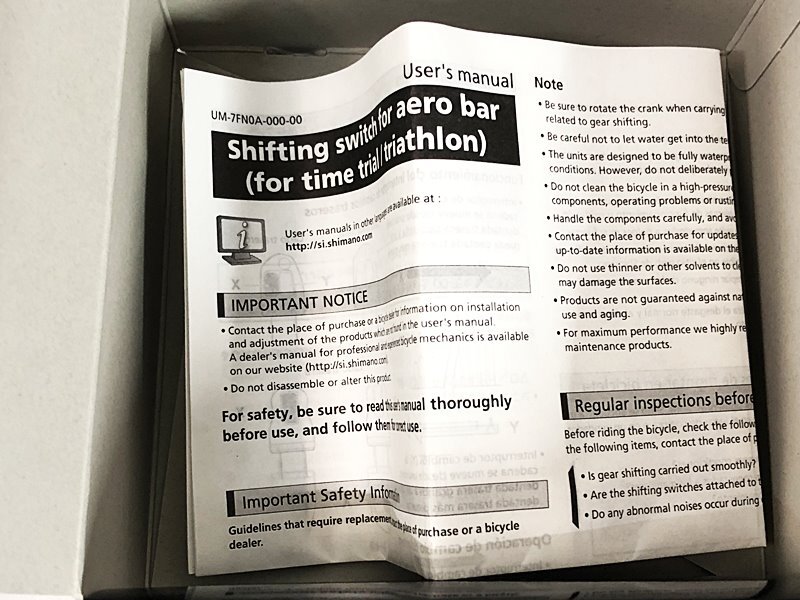 User's manual
UM-7FN0A-000-00
Shifting switch for aero bar
(for time trial/triathlon)
User's manuals in other languages are available at :
http://si.shimano.com
IMPORTANT NOTICE
• Contact the place of purchase or a bicycle dealer for information on installation
and adjustment of the products which are not found in the user's manual.
A dealer's manual for professional and experienced bicycle mechanics is available
on our website (http://si.shimano.com).
• Do not disassemble or alter this product.
For safety, be sure to read this user's manual thoroughly
before use, and follow them for correct use.
Important Safety Information
Guidelines that require replacement the place of purchase or a bicycle
dealer.
Note
• Be sure to rotate the crank when carrying
related to gear shifting.
• Be careful not to let water get into the
• The units are designed to be fully
conditions. However, do not deliberately
• Do not clean the bicycle in a high-pressure
components, operating problems or
• Handle the components carefully, and
• Contact the place of purchase for
up-to-date information is available on the
• Do not use thinner or other solvents to
may damage the surfaces.
• Products are not guaranteed against
use and aging.
• For maximum performance we highly
maintenance products.
Regular inspections before
Before riding the bicycle, check the
the following items, contact the place of
• Is gear shifting carried out smoothly?
• Are the shifting switches attached
• Do any abnormal noises occur during